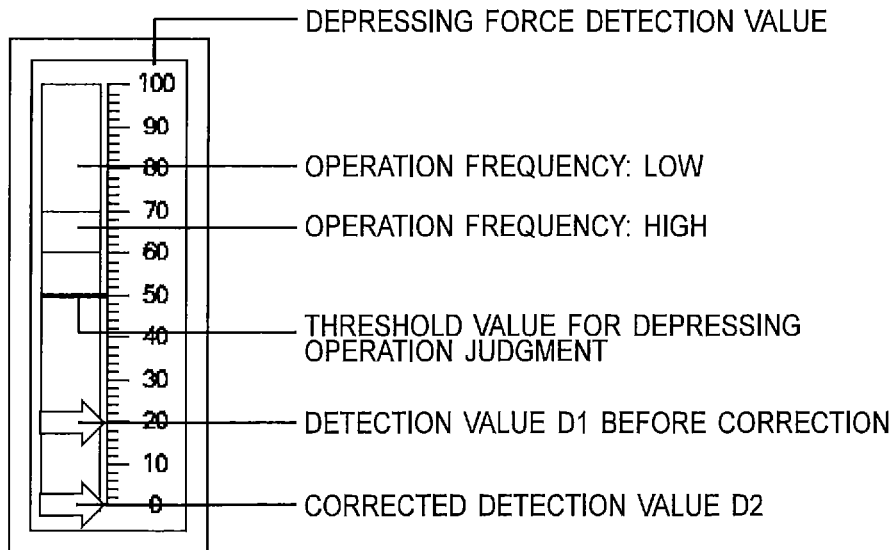 DEPRESSING FORCE DETECTION VALUE
100
90
OPERATION FREQUENCY: LOW
80
70
OPERATION FREQUENCY: HIGH
60
50
THRESHOLD VALUE FOR DEPRESSING
OPERATION JUDGMENT
40
30
20
DETECTION VALUE D1 BEFORE CORRECTION
10
0
CORRECTED DETECTION VALUE D2